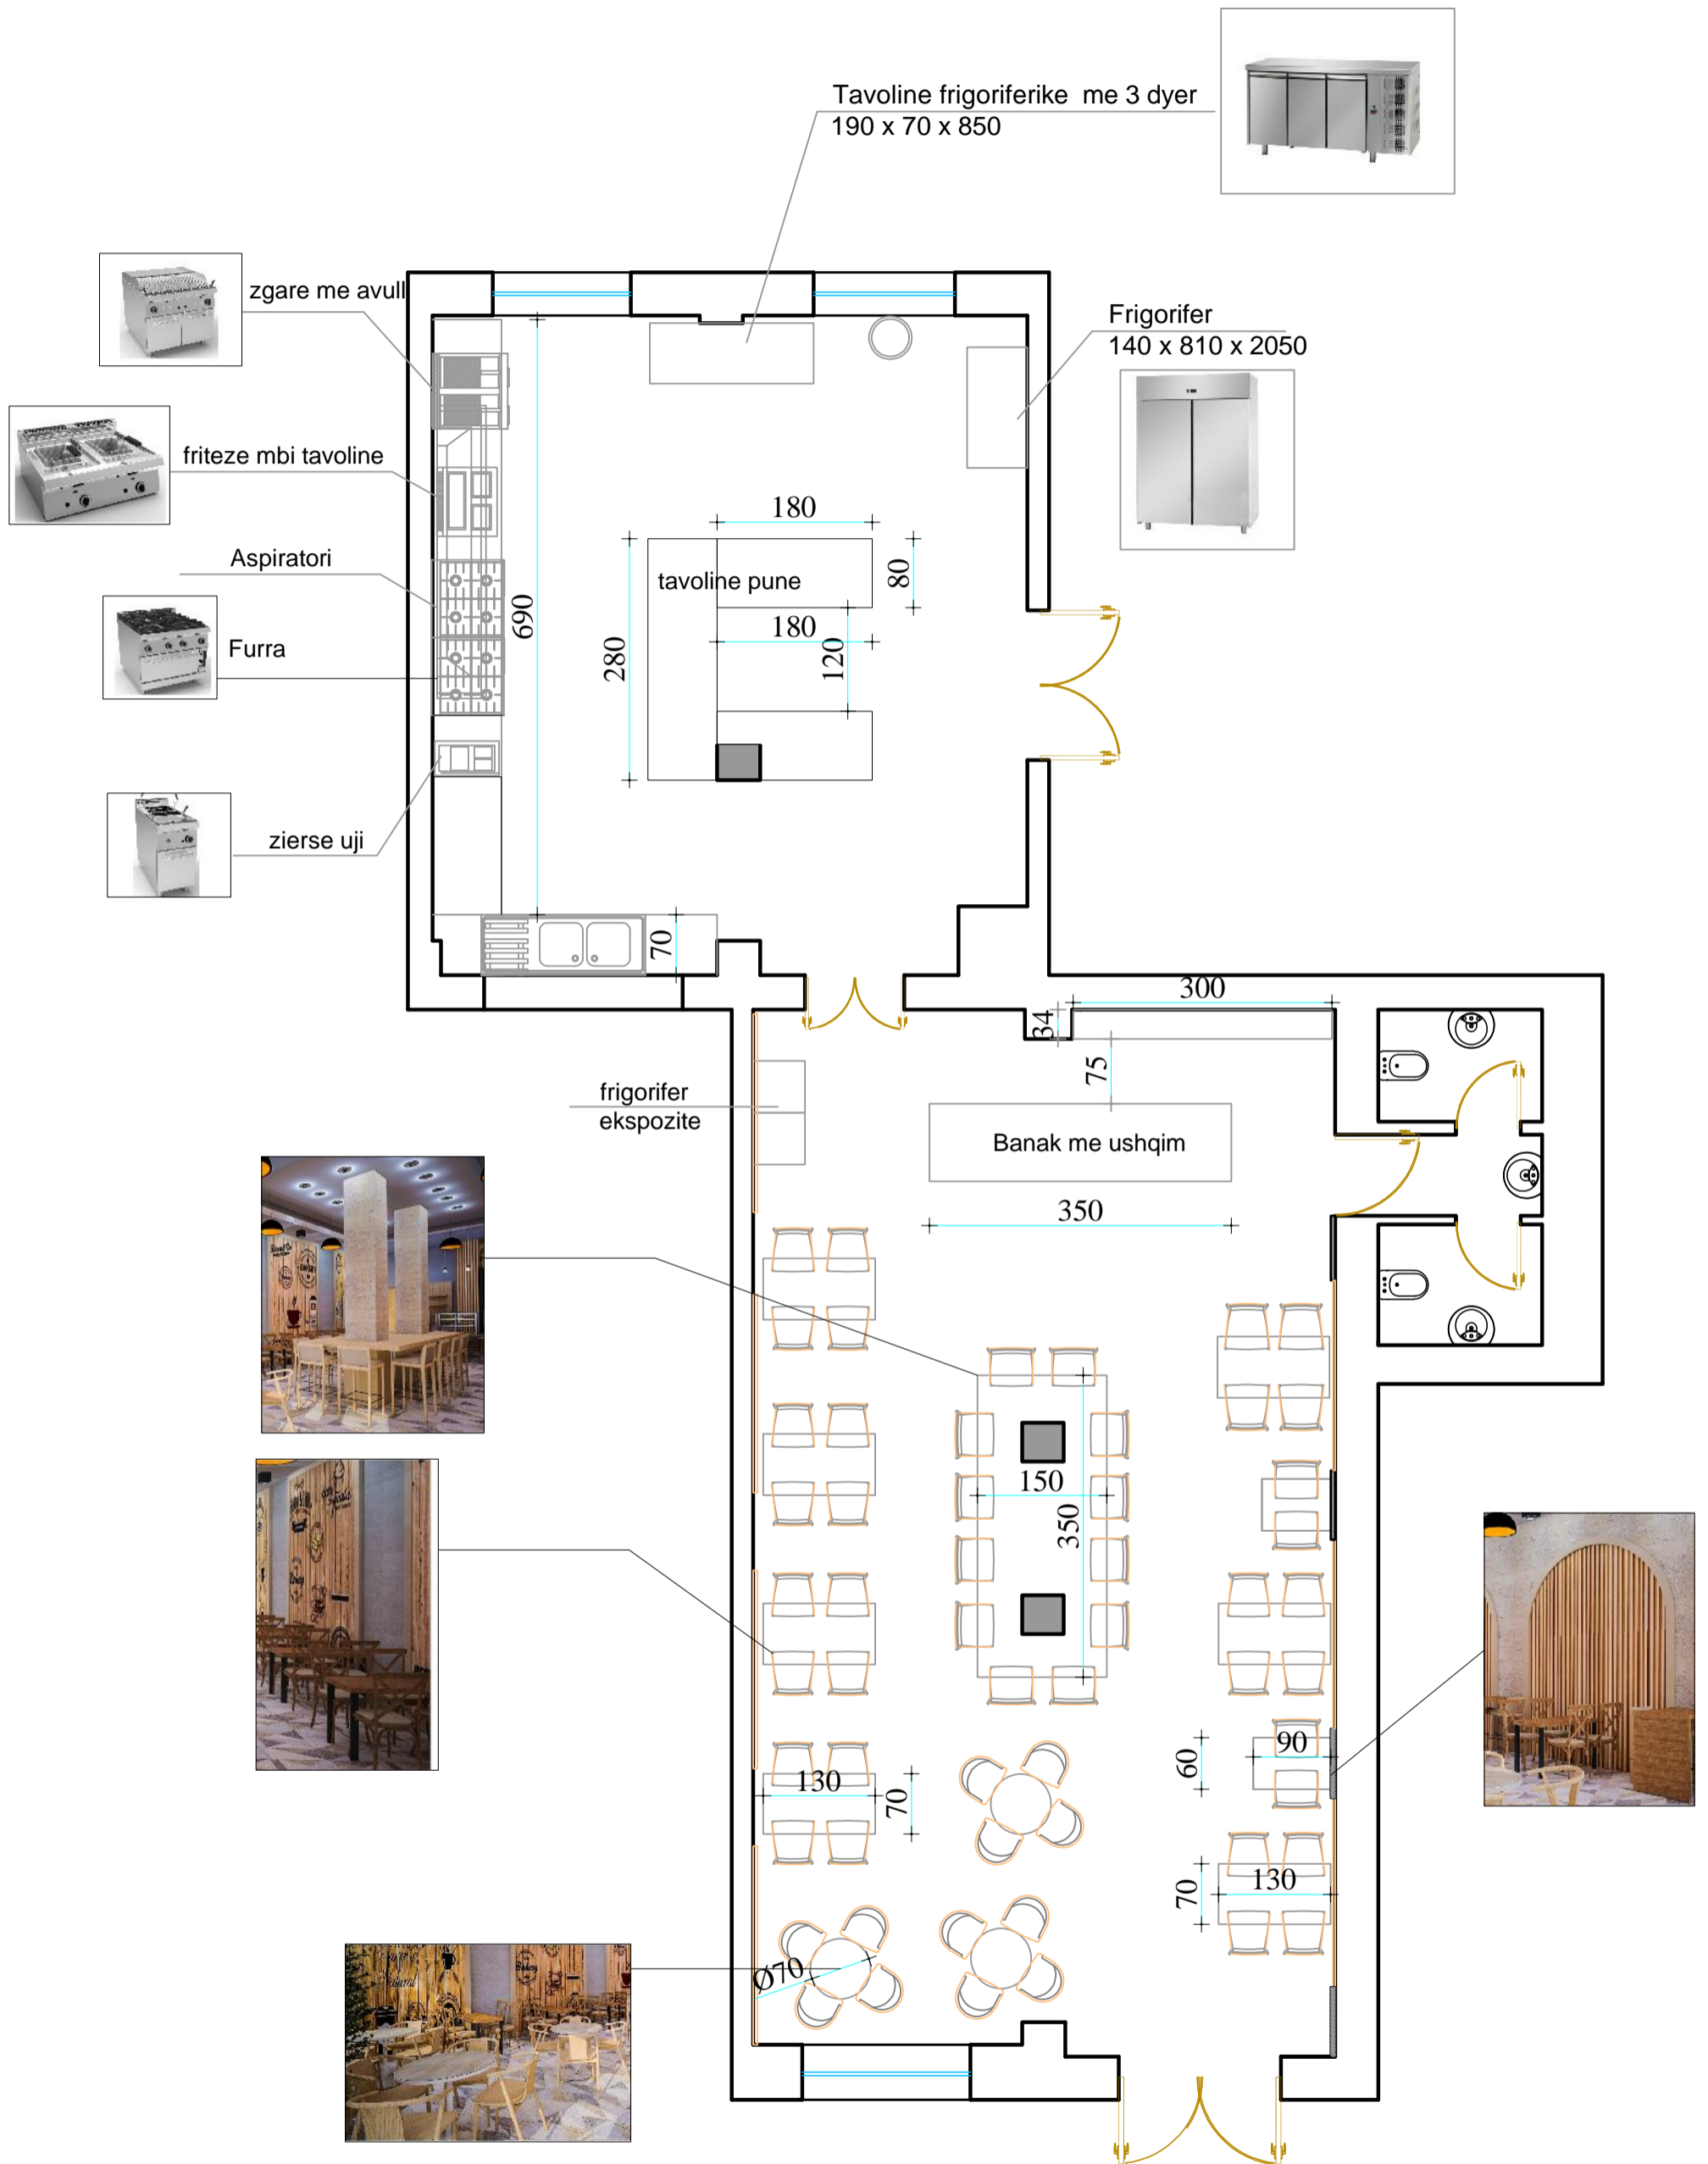 Tavoline frigoriferike me 3 dyer
190 x 70 x 850
zgare me avull
Frigorifer
140 x 810 x 2050
friteze mbi tavoline
180
Aspiratori
tavoline pune
80
690
Furra
280
180
120
zierse uji
70
300
34
75
frigorifer
ekspozite
Banak me ushqim
350
150
350
60
90
130
70
70
130
Ø70